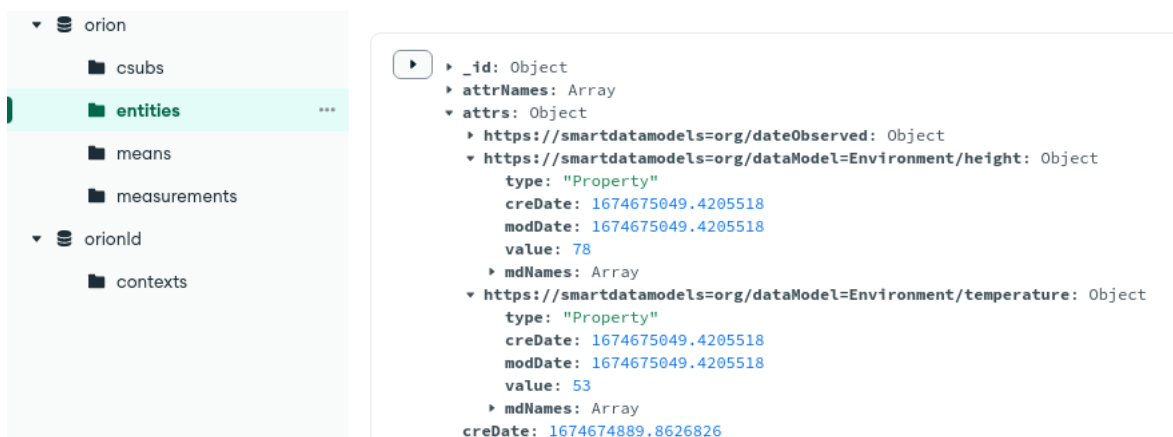 orion
csubs
entities
means
measurements
orionld
contexts
_id: Object
attrNames: Array
attrs: Object
https://smartdatamodels=org/dateObserved: Object
https://smartdatamodels=org/dataModel=Environment/height: Object
type: "Property"
creDate: 1674675049.4205518
modDate: 1674675049.4205518
value: 78
mdNames: Array
https://smartdatamodels=org/dataModel=Environment/temperature: Object
type: "Property"
creDate: 1674675049.4205518
modDate: 1674675049.4205518
value: 53
mdNames: Array
creDate: 1674674889.8626826